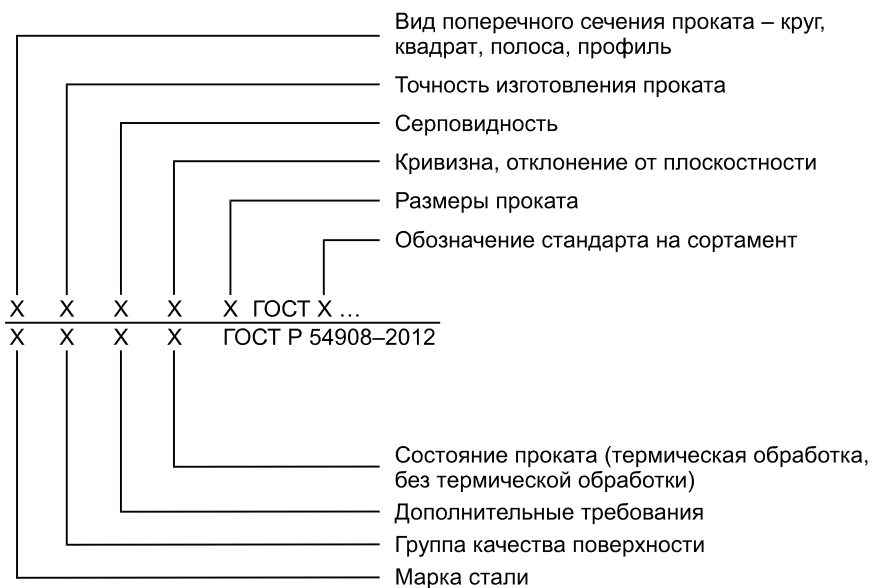 Вид поперечного сечения проката – круг,
квадрат, полоса, профиль
Точность изготовления проката
Серповидность
Кривизна, отклонение от плоскостности
Размеры проката
Обозначение стандарта на сортамент
Х Х Х Х Х ГОСТ Х ...
Х Х Х Х ГОСТ Р 54908–2012
Состояние проката (термическая обработка,
без термической обработки)
Дополнительные требования
Группа качества поверхности
Марка стали